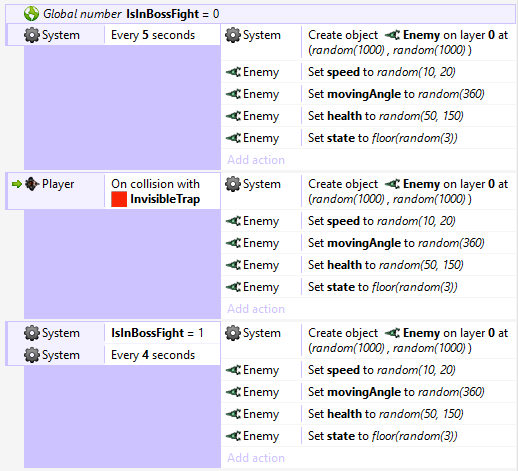 Global number IsInBossFight = 0
System Every 5 seconds System Create object Enemy on layer 0 at
(random(1000) , random(1000) )
Enemy Set speed to random(10, 20)
Enemy Set movingAngle to random(360)
Enemy Set health to random(50, 150)
Enemy Set state to floor(random(3))
Add action
Player On collision with System Create object Enemy on layer 0 at
InvisibleTrap (random(1000) , random(1000) )
Enemy Set speed to random(10, 20)
Enemy Set movingAngle to random(360)
Enemy Set health to random(50, 150)
Enemy Set state to floor(random(3))
Add action
System IsInBossFight = 1 System Create object Enemy on layer 0 at
System Every 4 seconds (random(1000) , random(1000) )
Enemy Set speed to random(10, 20)
Enemy Set movingAngle to random(360)
Enemy Set health to random(50, 150)
Enemy Set state to floor(random(3))
Add action